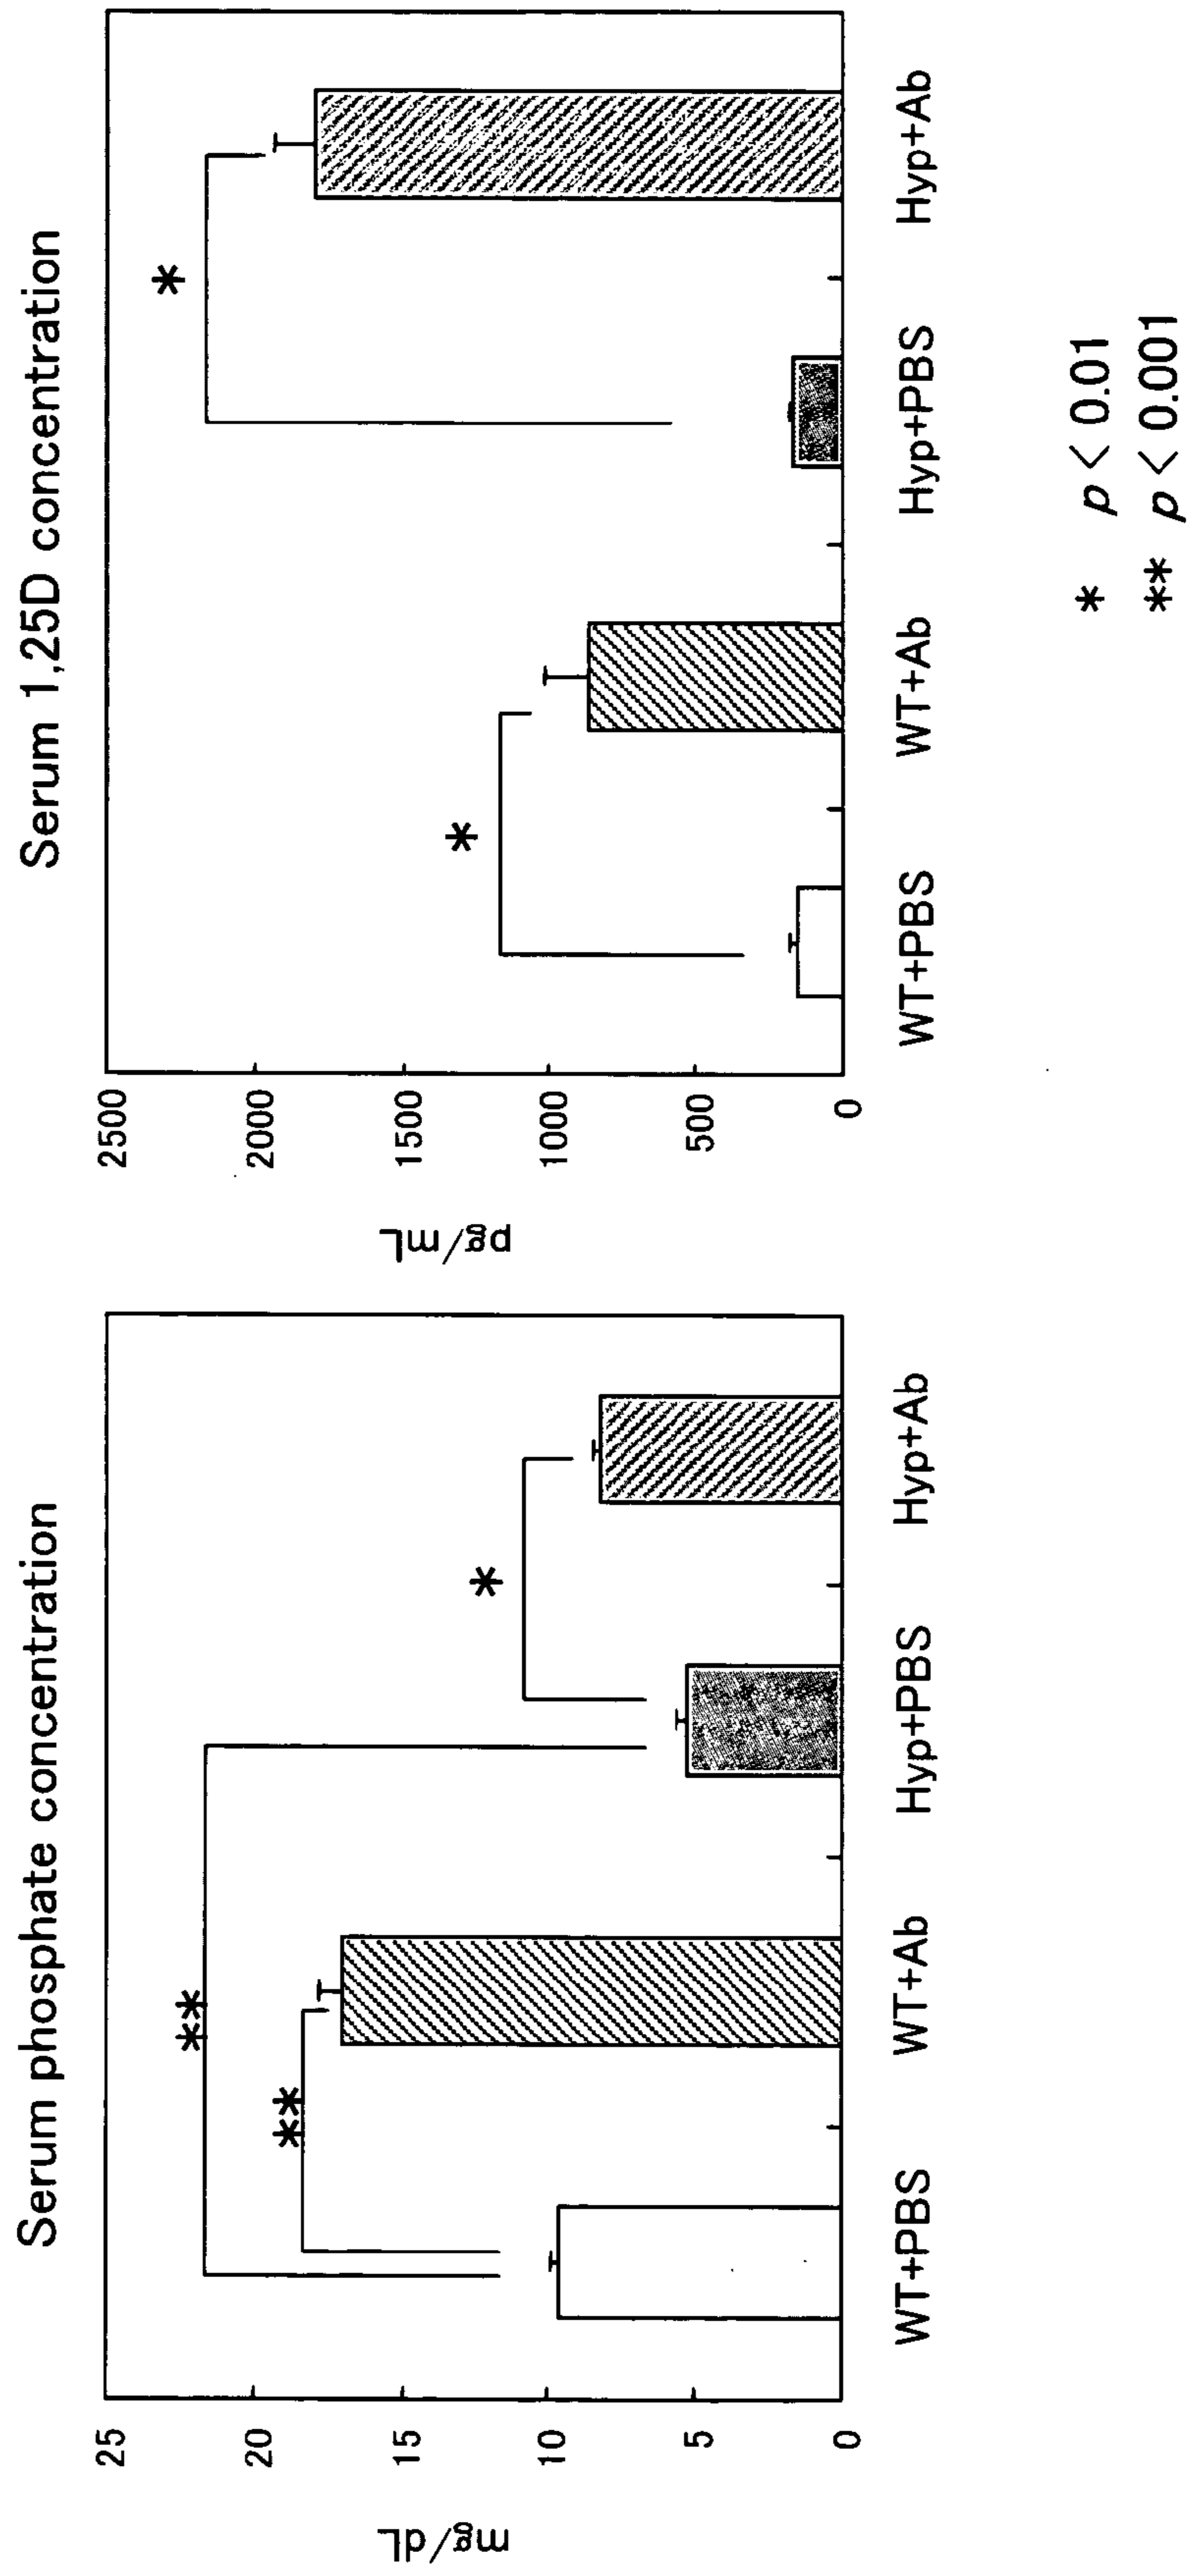 Serum phosphate concentration
mg/dL
25
20
15
10
5
0
**
**
*
WT+PBS
WT+Ab
Hyp+PBS
Hyp+Ab
Serum 1,25D concentration
pg/mL
2500
2000
1500
1000
500
0
*
*
WT+PBS
WT+Ab
Hyp+PBS
Hyp+Ab
* p < 0.01
** p < 0.001